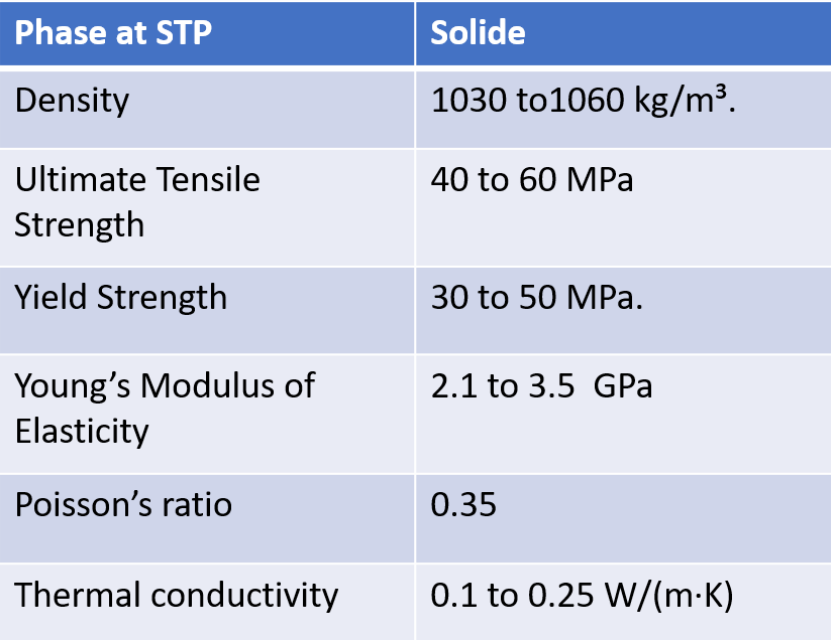 Phase at STP Solide
Density 1030 to1060 kg/m³.
Ultimate Tensile 40 to 60 MPa
Strength
Yield Strength 30 to 50 MPa.
Young’s Modulus of 2.1 to 3.5  GPa
Elasticity
Poisson’s ratio 0.35
Thermal conductivity 0.1 to 0.25 W/(m·K)